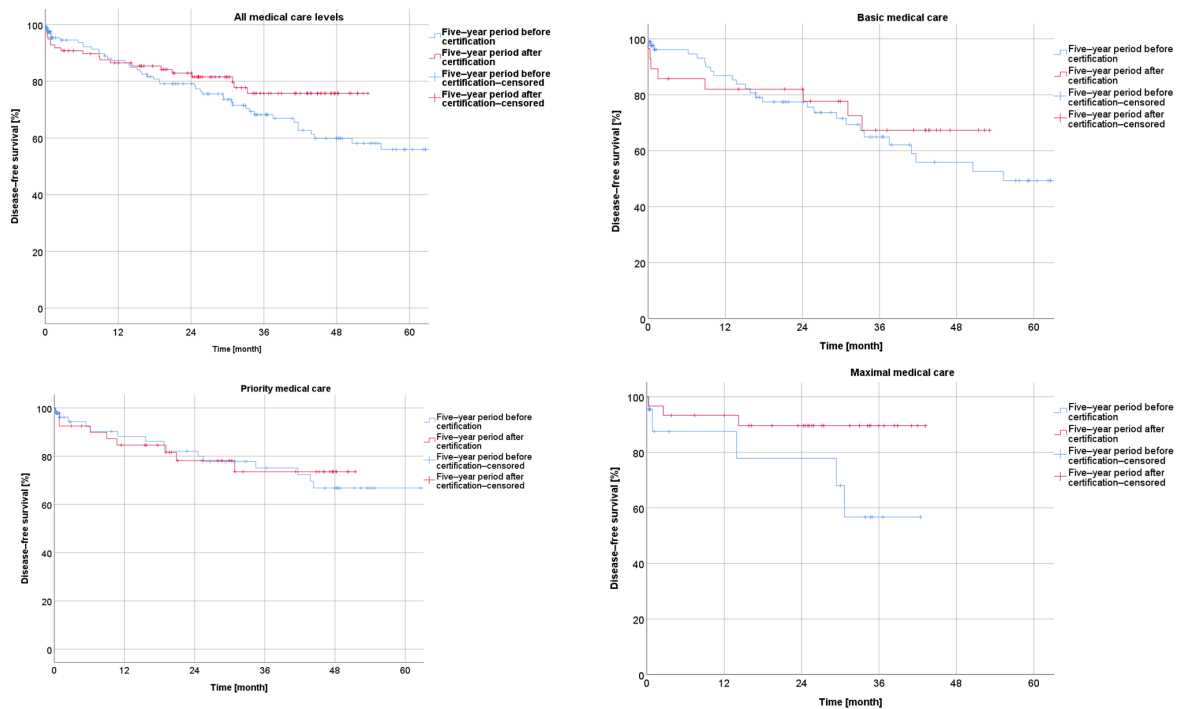 All medical care levels
100
80
60
40
20
0
0 12 24 36 48 60
Disease–free survival [%]
Time [month]
Five–year period before
certification
Five–year period after
certification
Five–year period before
certification–censored
Five–year period after
certification–censored
Basic medical care
100
80
60
40
20
0
0 12 24 36 48 60
Disease–free survival [%]
Time [month]
Five–year period before
certification
Five–year period after
certification
Five–year period before
certification–censored
Five–year period after
certification–censored
Priority medical care
100
80
60
40
20
0
0 12 24 36 48 60
Disease–free survival [%]
Time [month]
Five–year period before
certification
Five–year period after
certification
Five–year period before
certification–censored
Five–year period after
certification–censored
Maximal medical care
100
80
60
40
20
0
0 12 24 36 48 60
Disease–free survival [%]
Time [month]
Five–year period before
certification
Five–year period after
certification
Five–year period before
certification–censored
Five–year period after
certification–censored